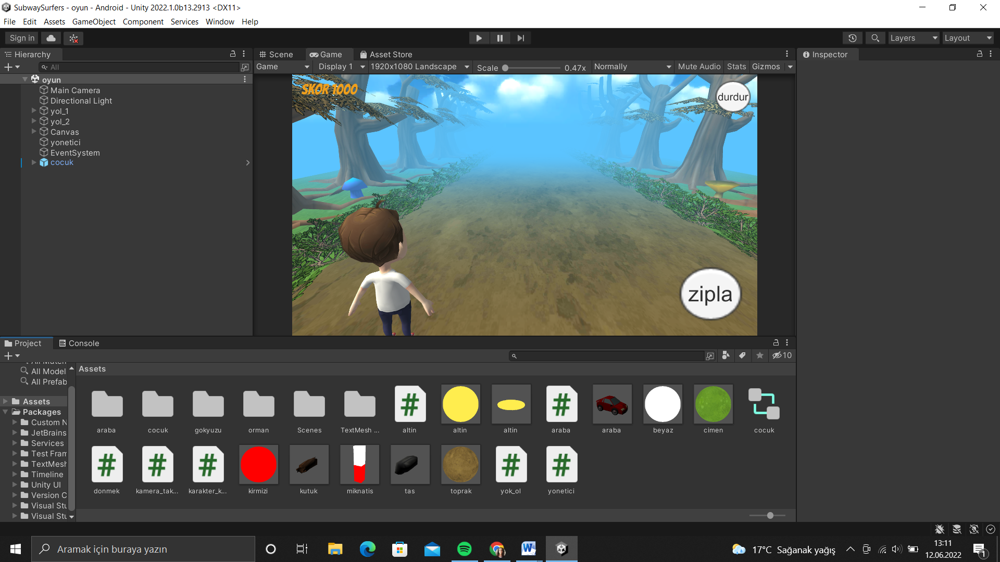 SubwaySurfers - oyun - Android - Unity 2022.1.0b13.2913 <DX11>
File Edit Assets GameObject Component Services Window Help
Sign in
Layers
Layout
Hierarchy
All
oyun
Main Camera
Directional Light
yol_1
yol_2
Canvas
yonetici
EventSystem
cocuk
Scene Game Asset Store
Game Display 1 1920x1080 Landscape Scale 0.47x Normally Mute Audio Stats Gizmos
SKOR 1000
durdur
zipla
Inspector
Project Console
10
All Model
All Prefab
Assets
Packages
Custom N
JetBrains
Services
Test Fram
TextMesh
Timeline
Unity UI
Version C
Visual Stu
Visual Stu
Assets
araba cocuk gokyuzu orman Scenes TextMesh ... altin altin altin araba araba beyaz cimen cocuk
donmek kamera_tak... karakter_k... kirmizi kutuk miknatis tas toprak yok_ol yonetici
Aramak için buraya yazın
17°C Sağanak yağış
13:11
12.06.2022
1